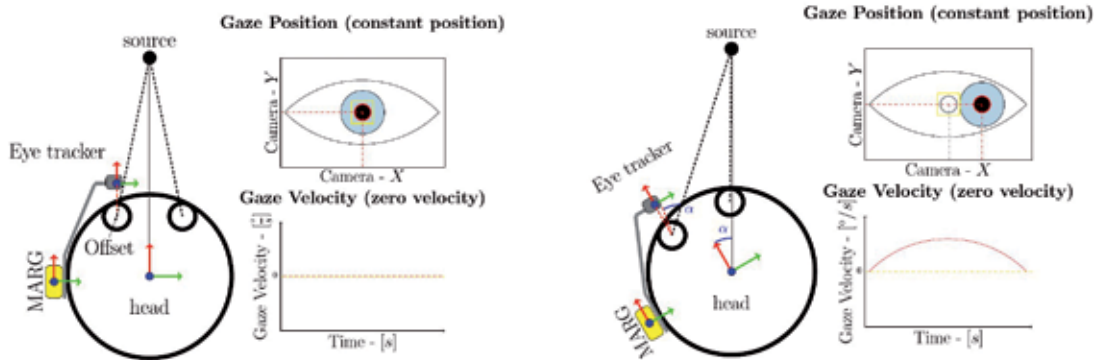 Gaze Position (constant position)
source
Camera - Y
Camera - X
Eye tracker
Gaze Velocity (zero velocity)
Offset
MARG
head
Gaze Velocity -
0
Time - [s]
Gaze Position (constant position)
source
Camera - Y
Camera - X
Eye tracker
Gaze Velocity (zero velocity)
α
α
MARG
head
Gaze Velocity - [°/s]
0
Time - [s]